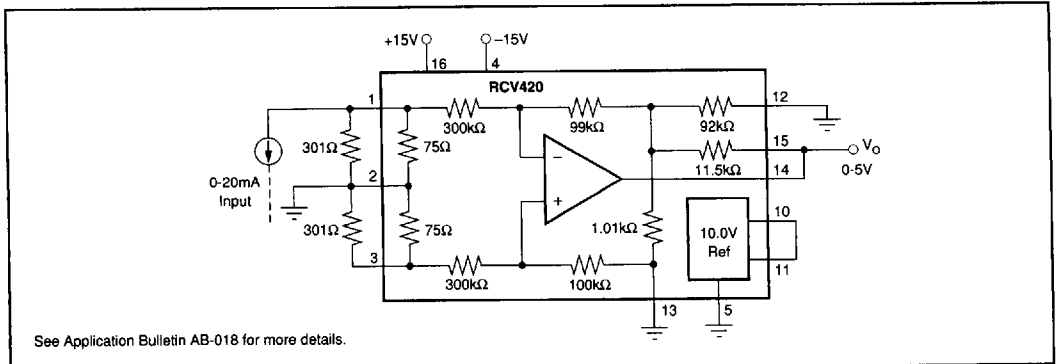 +15V –15V
16 4
RCV420
1 12
300kΩ 99kΩ 92kΩ
301Ω 75Ω
15 VO
11.5kΩ
0-5V
14
0-20mA
Input
2
–
+
10
301Ω 75Ω 1.01kΩ
10.0V
Ref
3
11
300kΩ 100kΩ
13 5
See Application Bulletin AB-018 for more details.